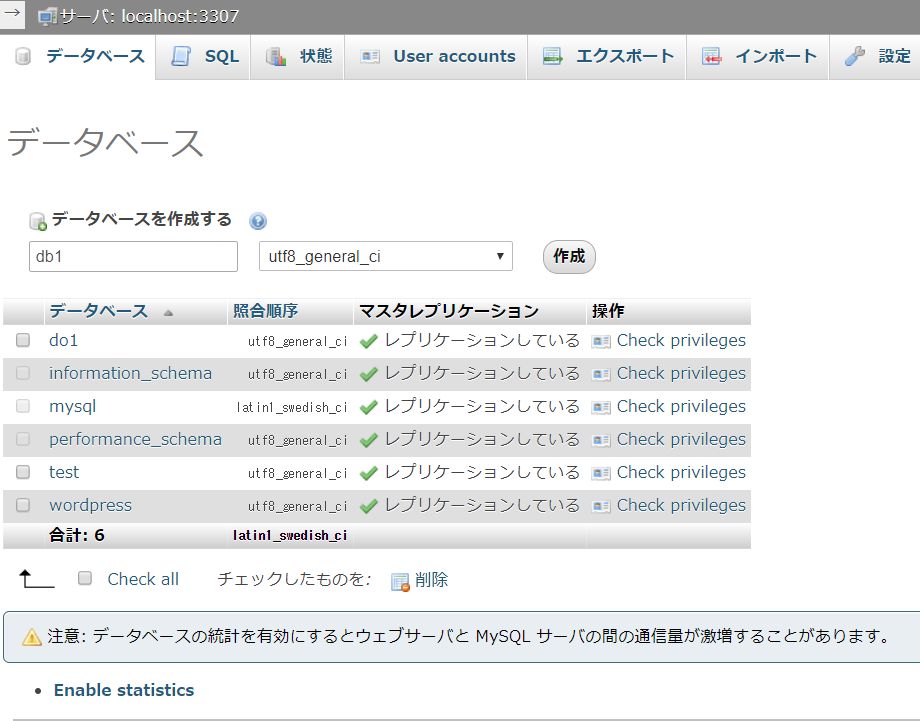 サーバ: localhost:3307
データベース SQL 状態 User accounts エクスポート インポート 設定
データベース
データベースを作成する
db1 utf8_general_ci 作成
データベース 照合順序 マスタレプリケーション 操作
do1 utf8_general_ci レプリケーションしている Check privileges
information_schema utf8_general_ci レプリケーションしている Check privileges
mysql latin1_swedish_ci レプリケーションしている Check privileges
performance_schema utf8_general_ci レプリケーションしている Check privileges
test utf8_general_ci レプリケーションしている Check privileges
wordpress utf8_general_ci レプリケーションしている Check privileges
合計: 6 latin1_swedish_ci
Check all チェックしたものを: 削除
注意: データベースの統計を有効にするとウェブサーバと MySQL サーバの間の通信量が激増することがあります。
Enable statistics